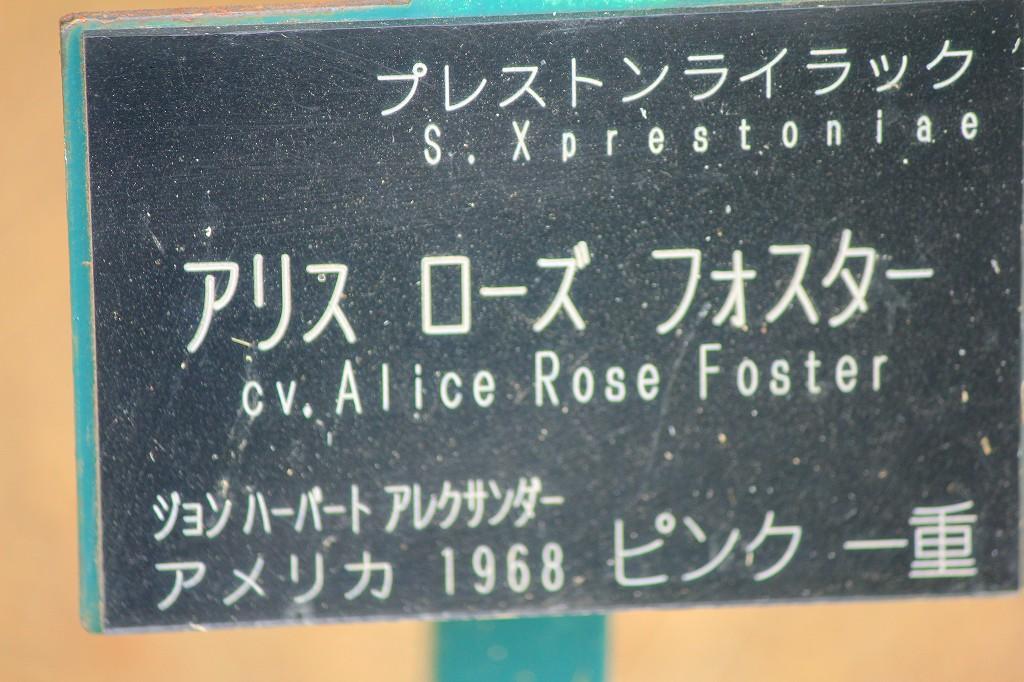 プレストンライラック
S. Xprestoniae
アリス ローズ フォスター
cv. Alice Rose Foster
ジョン ハーバート アレクサンダー
アメリカ 1968 ピンク 一重